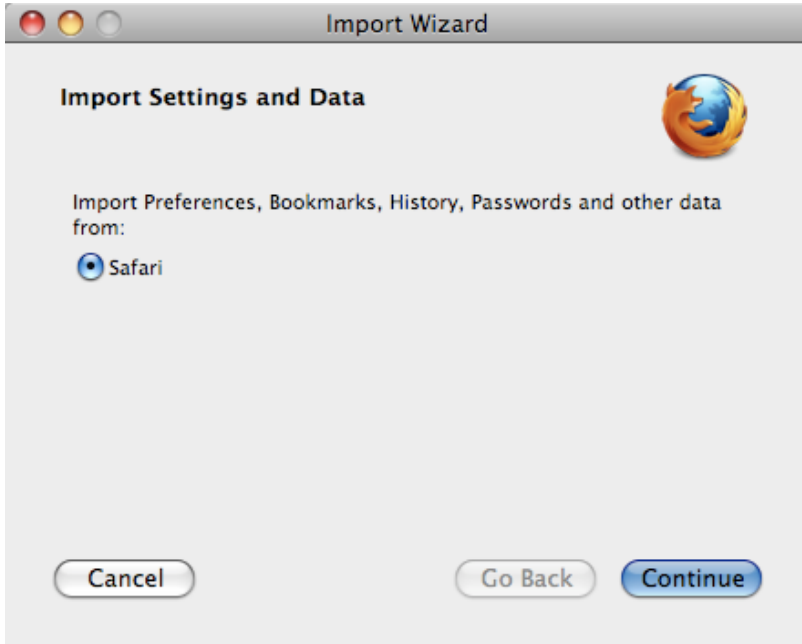 Import Wizard
Import Settings and Data
Import Preferences, Bookmarks, History, Passwords and other data
from:
Safari
Cancel
Go Back
Continue